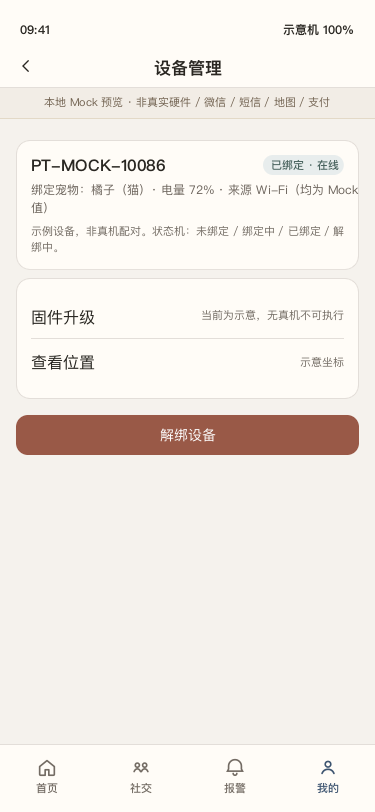 09:41
示意机 100%
设备管理
本地 Mock 预览 · 非真实硬件 / 微信 / 短信 / 地图 / 支付
PT-MOCK-10086
已绑定 · 在线
绑定宠物：橘子（猫）· 电量 72% · 来源 Wi-Fi（均为 Mock
值）
示例设备，非真机配对。状态机：未绑定 / 绑定中 / 已绑定 / 解
绑中。
固件升级
当前为示意，无真机不可执行
查看位置
示意坐标
解绑设备
首页
社交
报警
我的